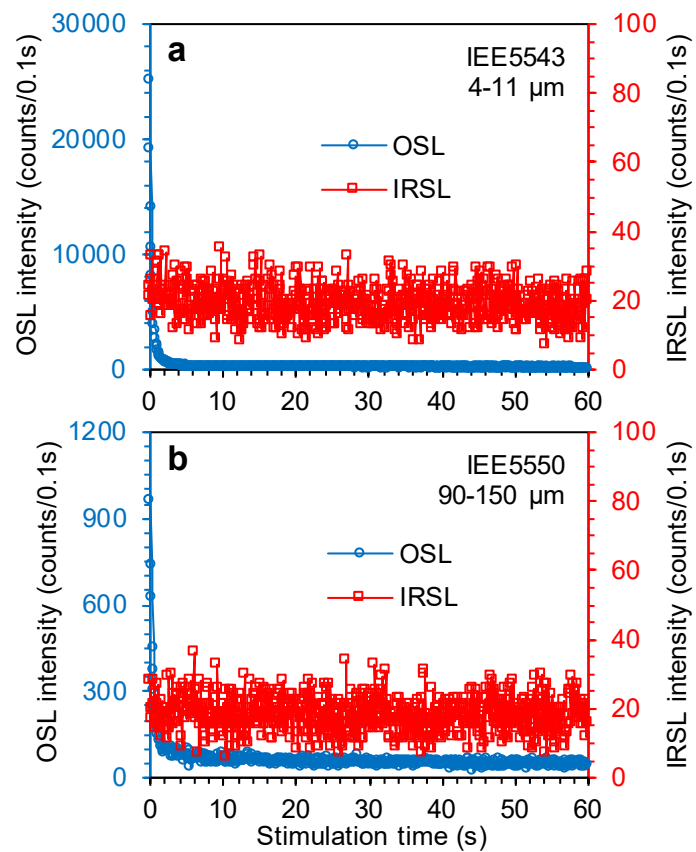 30000
20000
10000
0
OSL intensity (counts/0.1s)
a
IEE5543
4-11 µm
OSL
IRSL
100
80
60
40
20
0
IRSL intensity (counts/0.1s)
0 10 20 30 40 50 60
1200
900
600
300
0
OSL intensity (counts/0.1s)
b
IEE5550
90-150 µm
OSL
IRSL
100
80
60
40
20
0
IRSL intensity (counts/0.1s)
0 10 20 30 40 50 60
Stimulation time (s)